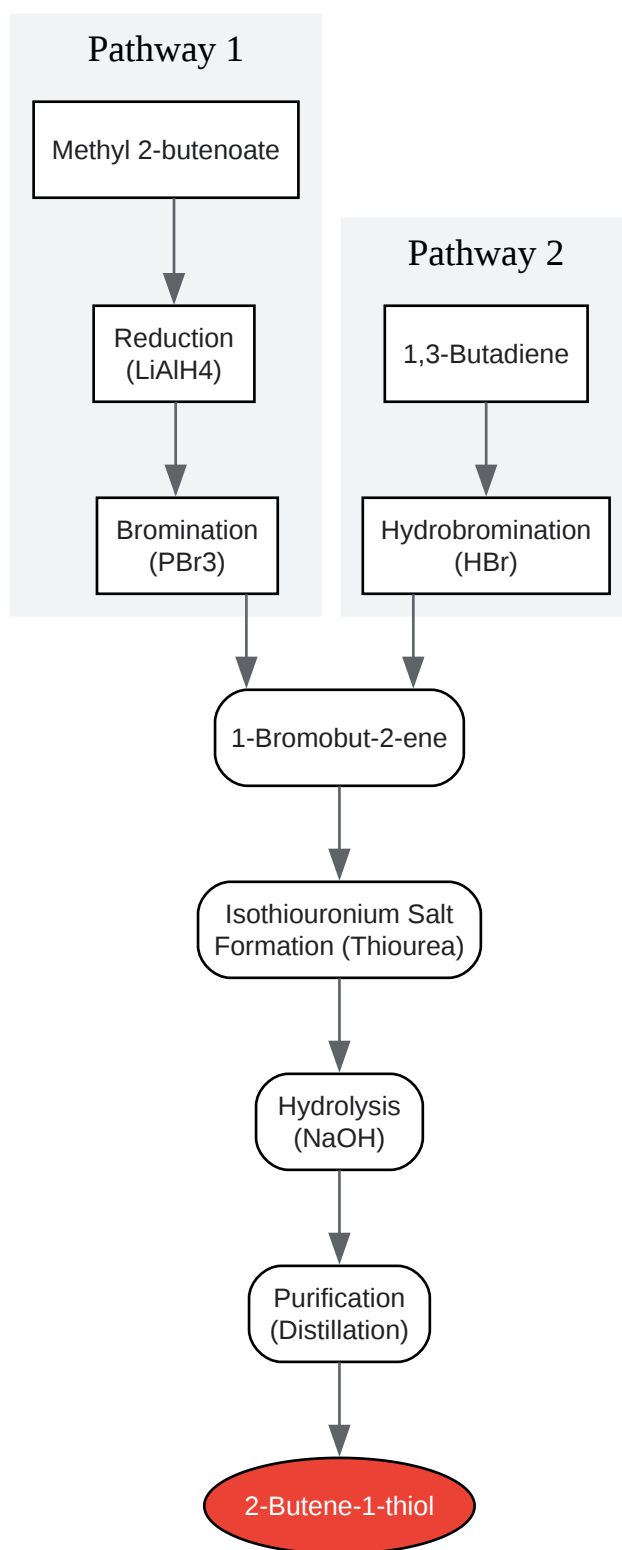 Pathway 1
Methyl 2-butenoate
Reduction
(LiAlH4)
Bromination
(PBr3)
Pathway 2
1,3-Butadiene
Hydrobromination
(HBr)
1-Bromobut-2-ene
Isothiouronium Salt
Formation (Thiourea)
Hydrolysis
(NaOH)
Purification
(Distillation)
2-Butene-1-thiol